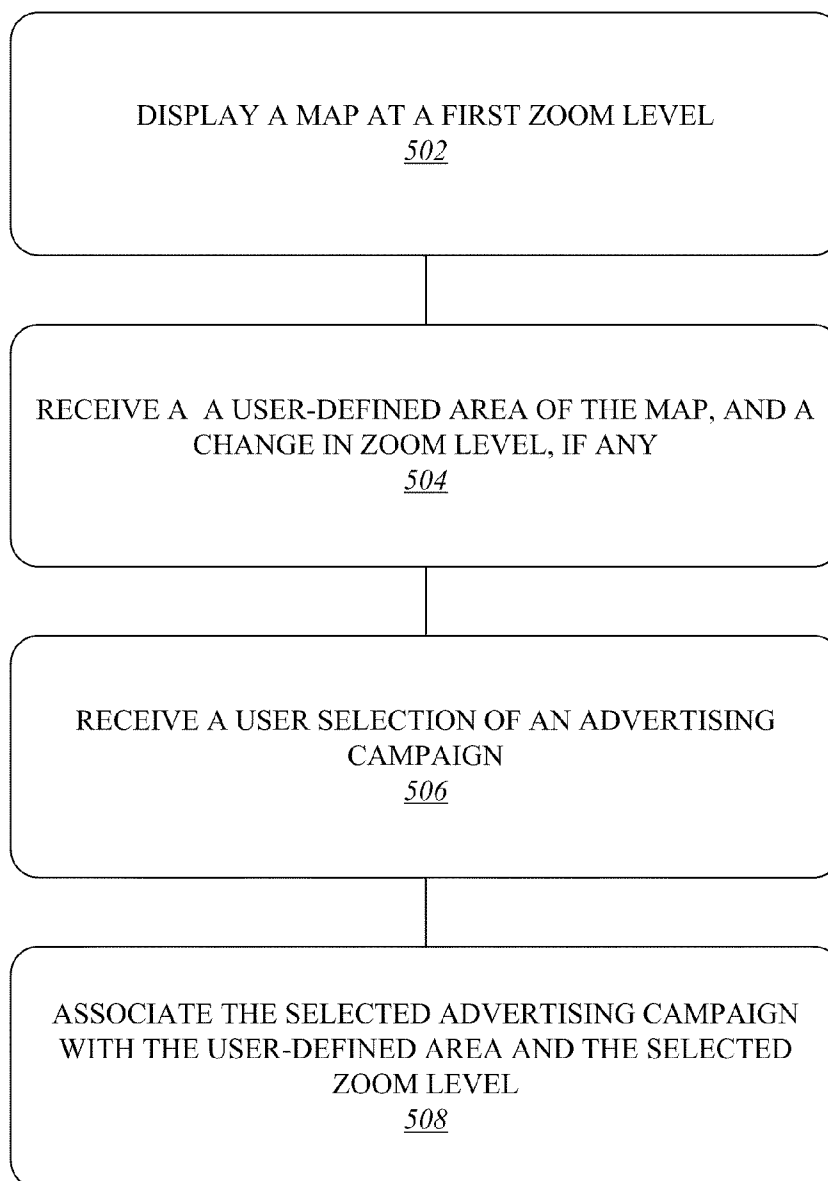 DISPLAY A MAP AT A FIRST ZOOM LEVEL
502
RECEIVE A A USER-DEFINED AREA OF THE MAP, AND A
CHANGE IN ZOOM LEVEL, IF ANY
504
RECEIVE A USER SELECTION OF AN ADVERTISING
CAMPAIGN
506
ASSOCIATE THE SELECTED ADVERTISING CAMPAIGN
WITH THE USER-DEFINED AREA AND THE SELECTED
ZOOM LEVEL
508